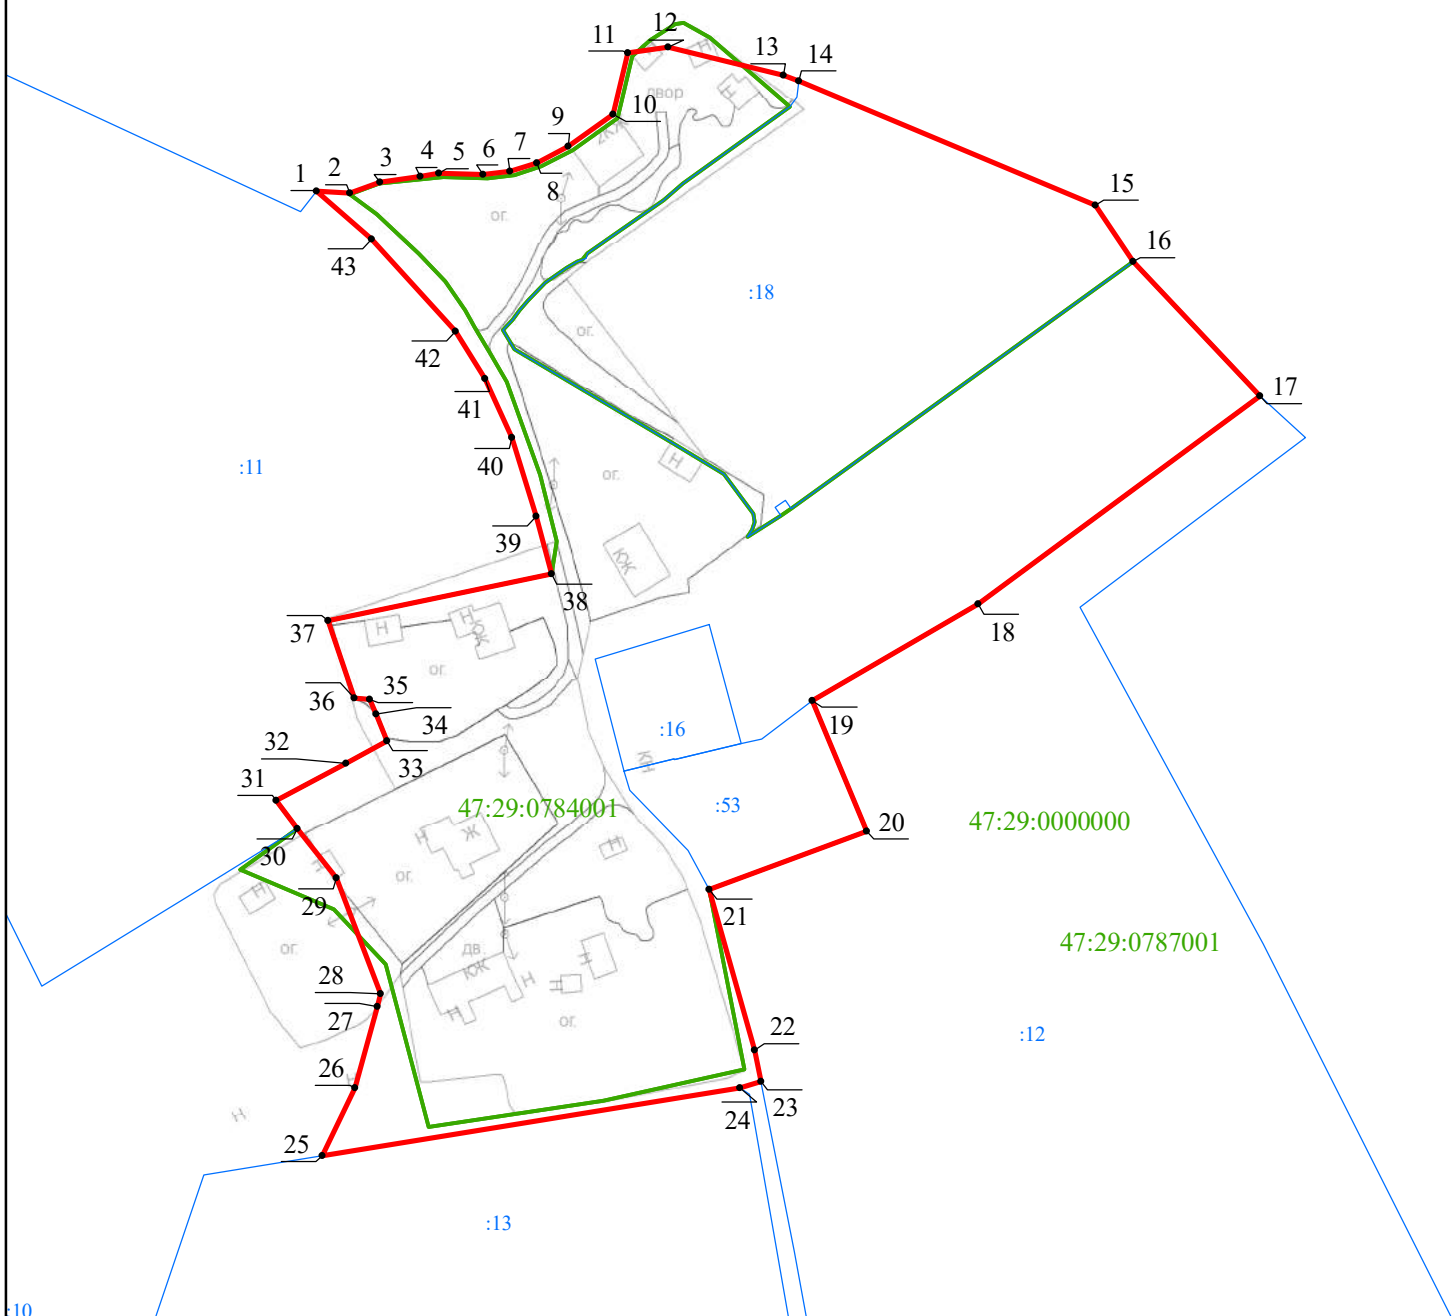 12
11
13
14
Н
Н
Н
двор
10
9
2КЖ
7
6
5
4
3
2
1
8
ог.
15
16
43
:18
ог.
42
17
41
40
:11
Н
ог.
39
КЖ
38
37
Н
Н
КЖ
18
ог.
36
35
34
19
:16
33
32
КН
31
:53
47:29:0784001
47:29:0000000
20
Н
Ж
Н
30
Н
ог.
Н
29
21
47:29:0787001
ог.
дв.
КЖ
Н
Н
Н
28
27
Н
ог.
22
:12
26
Н
23
24
Н
25
:13
:10